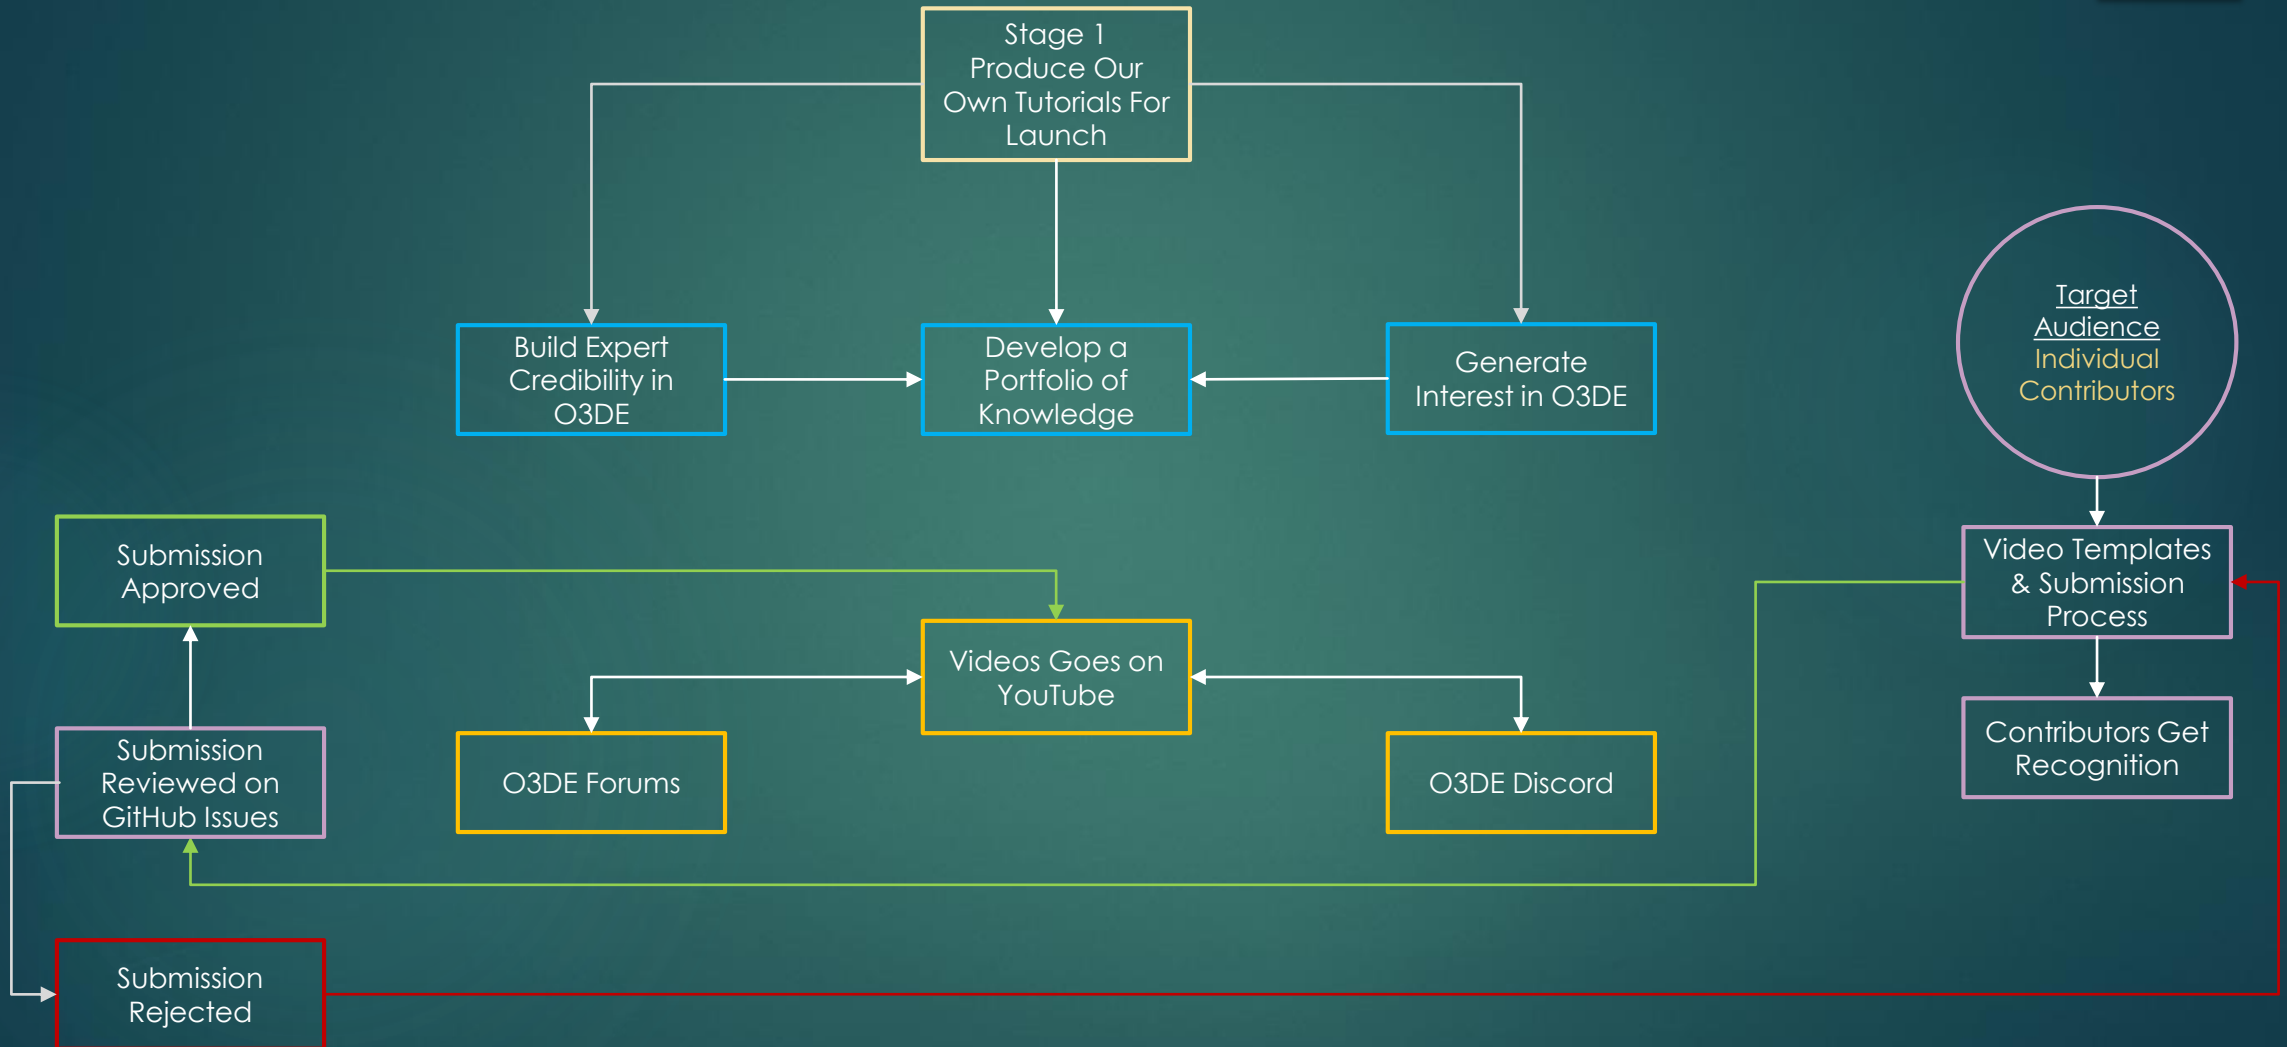 Stage 1
Produce Our
Own Tutorials For
Launch
Build Expert
Credibility in
O3DE
Develop a
Portfolio of
Knowledge
Generate
Interest in O3DE
Target
Audience
Individual
Contributors
Submission
Approved
Videos Goes on
YouTube
Video Templates
& Submission
Process
Submission
Reviewed on
GitHub Issues
O3DE Forums
O3DE Discord
Contributors Get
Recognition
Submission
Rejected